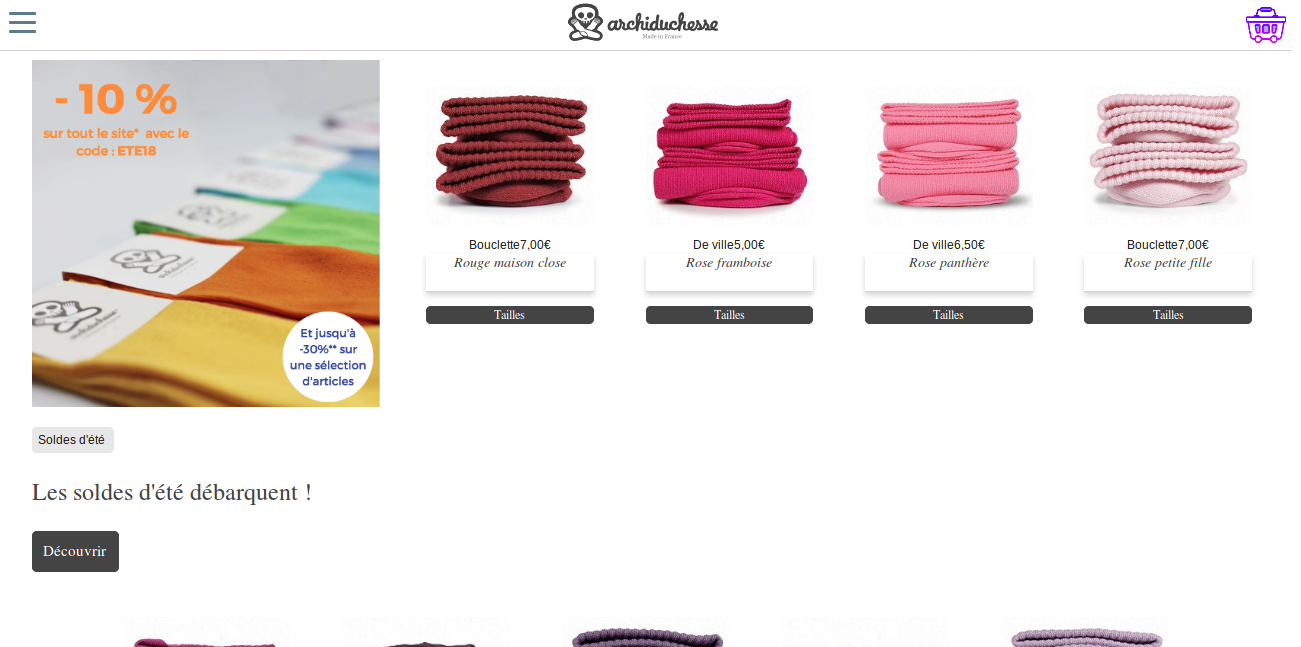 archiduchesse
Made in France
- 10 %
sur tout le site* avec le
code : ETE18
archiduchesse
archiduchesse
Et jusqu'à
-30%** sur
une sélection
d'articles
Bouclette7,00€
Rouge maison close
Tailles
De ville5,00€
Rose framboise
Tailles
De ville6,50€
Rose panthère
Tailles
Bouclette7,00€
Rose petite fille
Tailles
Soldes d'été
Les soldes d'été débarquent !
Découvrir